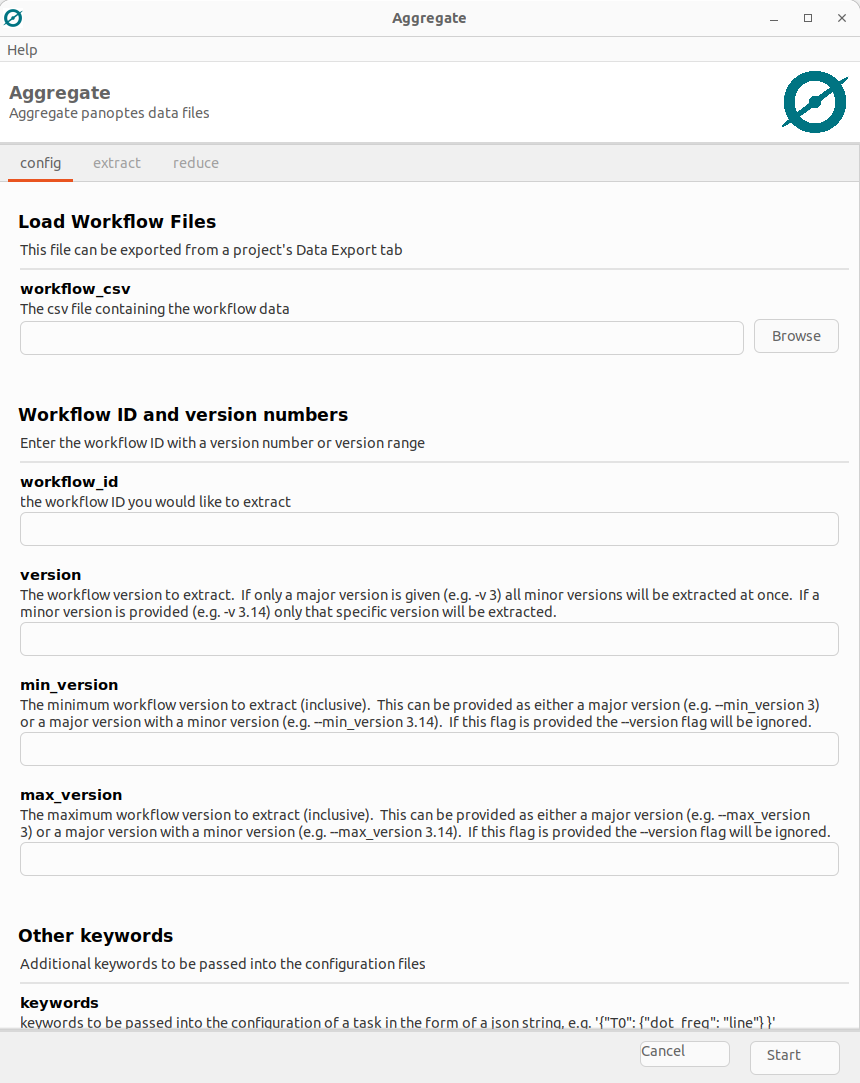 Aggregate
Help
Aggregate
Aggregate panoptes data files
config extract reduce
Load Workflow Files
This file can be exported from a project's Data Export tab
workflow_csv
The csv file containing the workflow data
Browse
Workflow ID and version numbers
Enter the workflow ID with a version number or version range
workflow_id
the workflow ID you would like to extract
version
The workflow version to extract.  If only a major version is given (e.g. -v 3) all minor versions will be extracted at once.  If a
minor version is provided (e.g. -v 3.14) only that specific version will be extracted.
min_version
The minimum workflow version to extract (inclusive).  This can be provided as either a major version (e.g. --min_version 3)
or a major version with a minor version (e.g. --min_version 3.14).  If this flag is provided the --version flag will be ignored.
max_version
The maximum workflow version to extract (inclusive).  This can be provided as either a major version (e.g. --max_version
3) or a major version with a minor version (e.g. --max_version 3.14).  If this flag is provided the --version flag will be ignored.
Other keywords
Additional keywords to be passed into the configuration files
keywords
keywords to be passed into the configuration of a task in the form of a json string, e.g. '{"T0": {"dot_freq": "line"} }'
Cancel Start